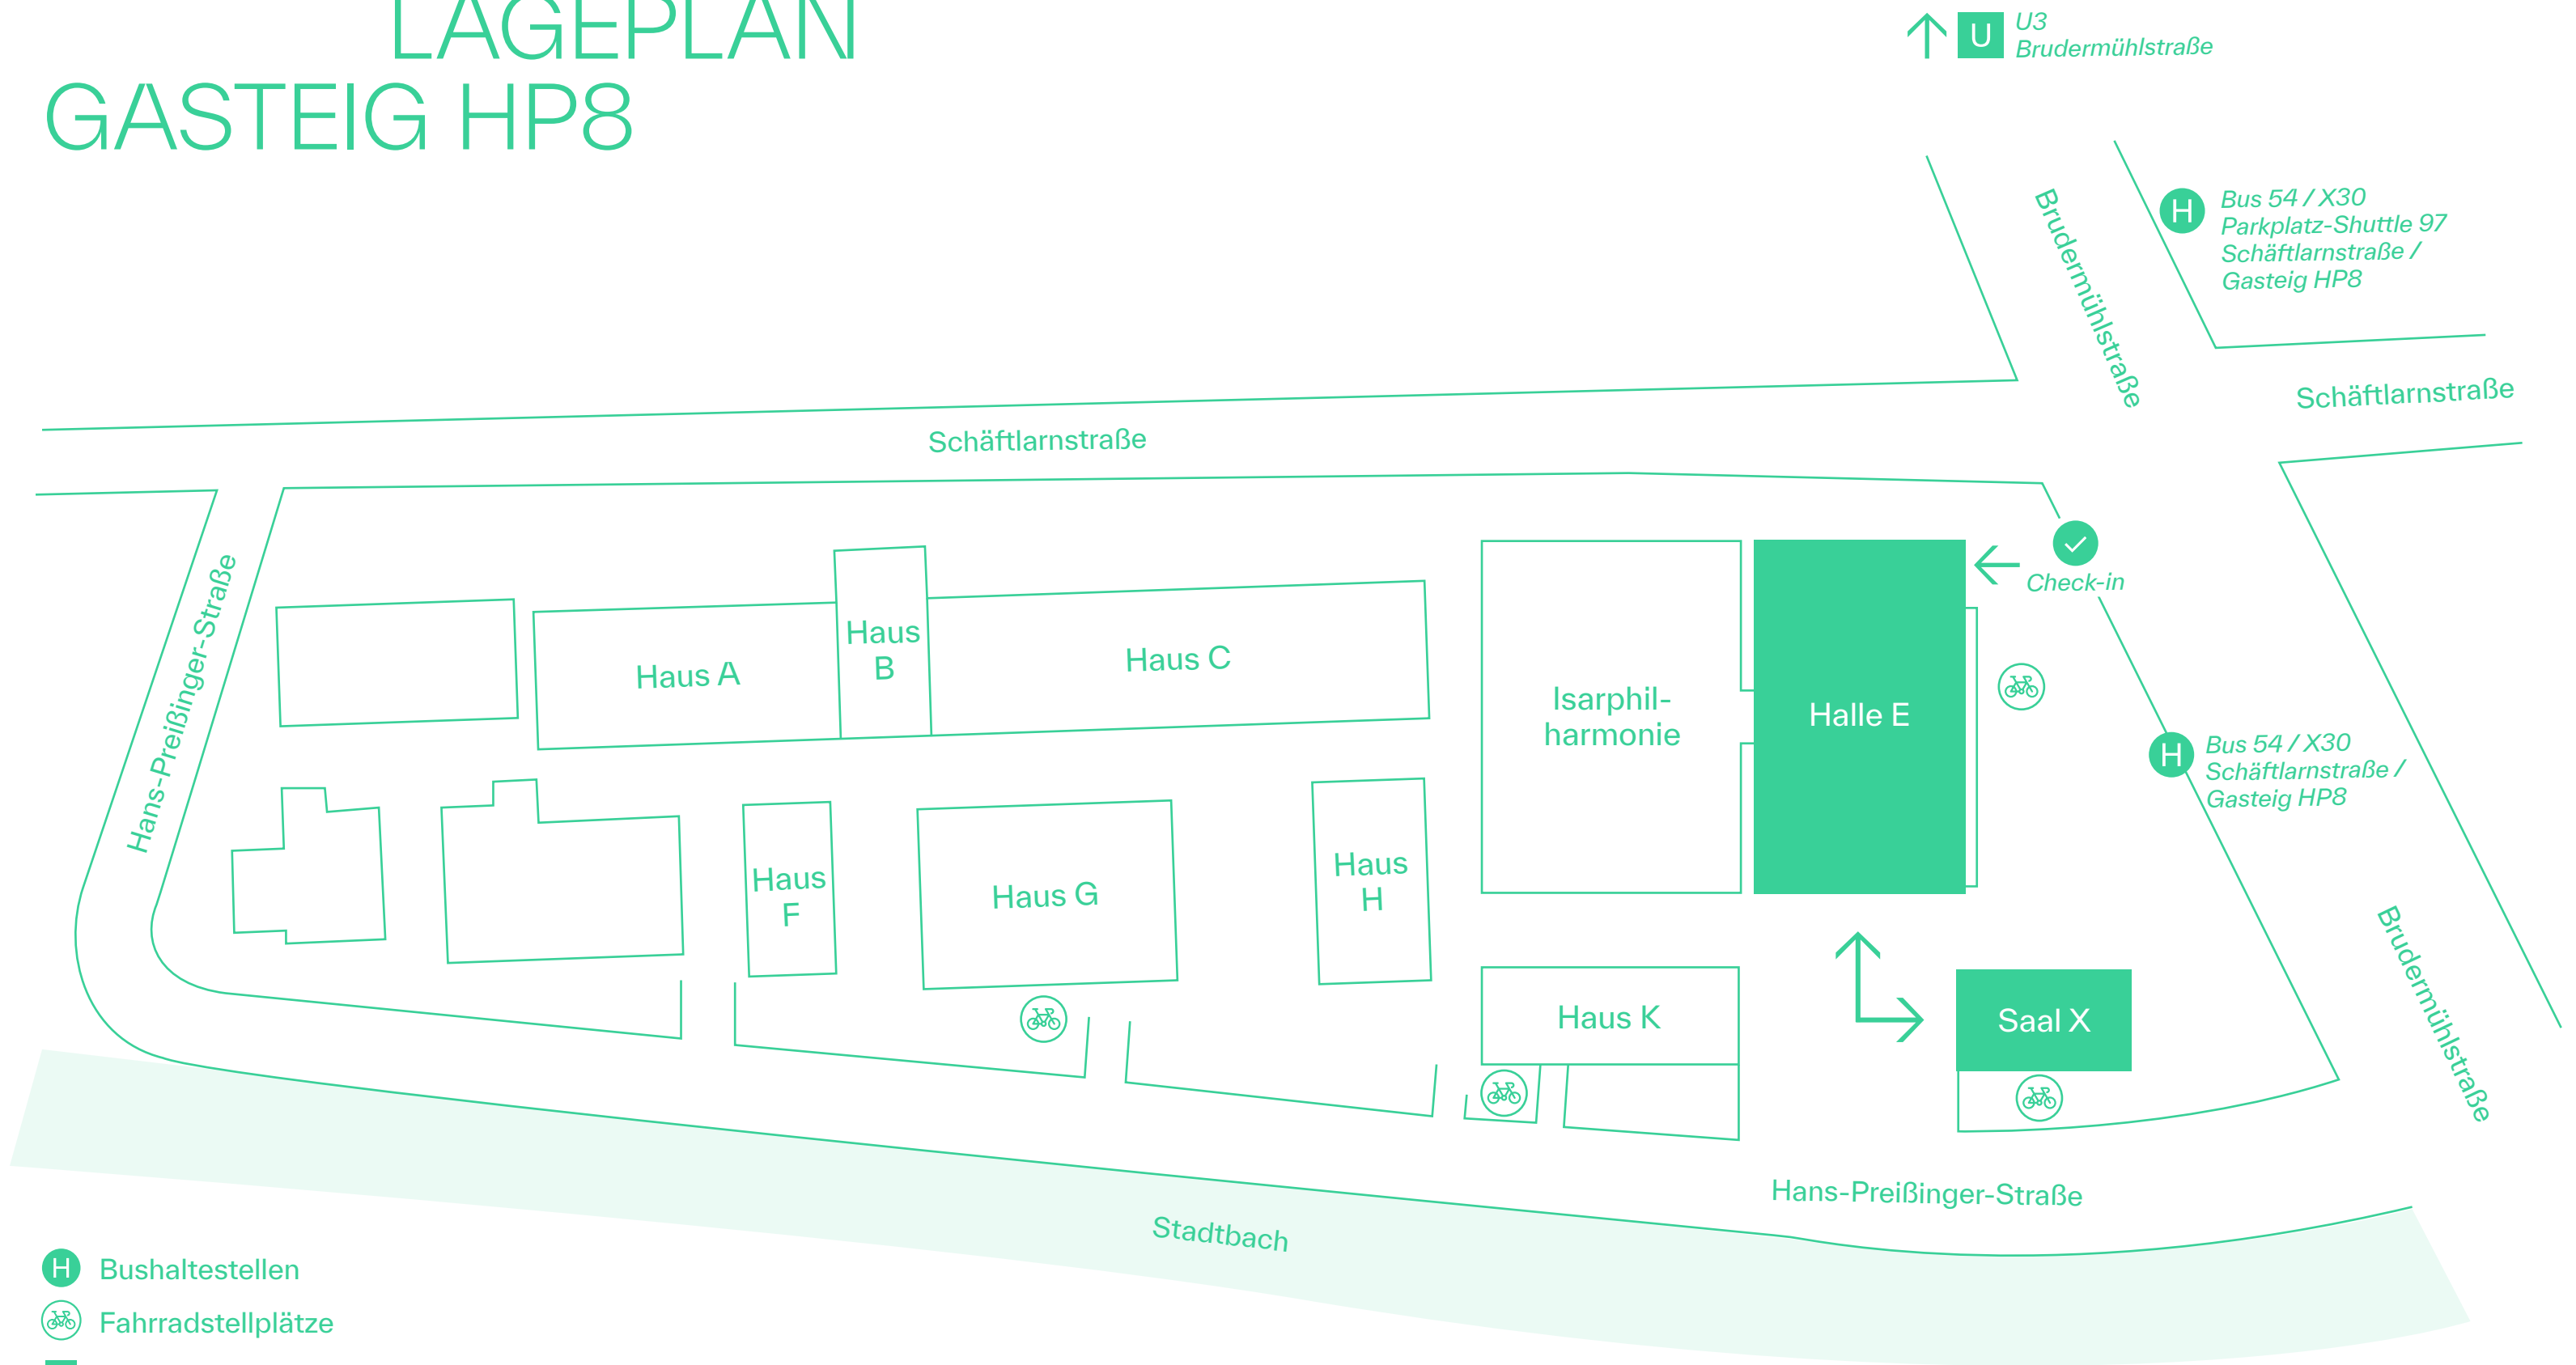 LAGEPLAN
GASTEIG HP8
U
U3
Brudermühlstraße
Brudermühlstraße
H
Bus 54 / X30
Parkplatz-Shuttle 97
Schäftlarnstraße /
Gasteig HP8
Schäftlarnstraße
Schäftlarnstraße
Hans-Preißinger-Straße
Check-in
Haus A
Haus
B
Haus C
Isarphil-
harmonie
Halle E
H
Bus 54 / X30
Schäftlarnstraße /
Gasteig HP8
Haus
F
Haus G
Haus
H
Haus K
Saal X
Brudermühlstraße
Hans-Preißinger-Straße
Stadtbach
H
Bushaltestellen
Fahrradstellplätze